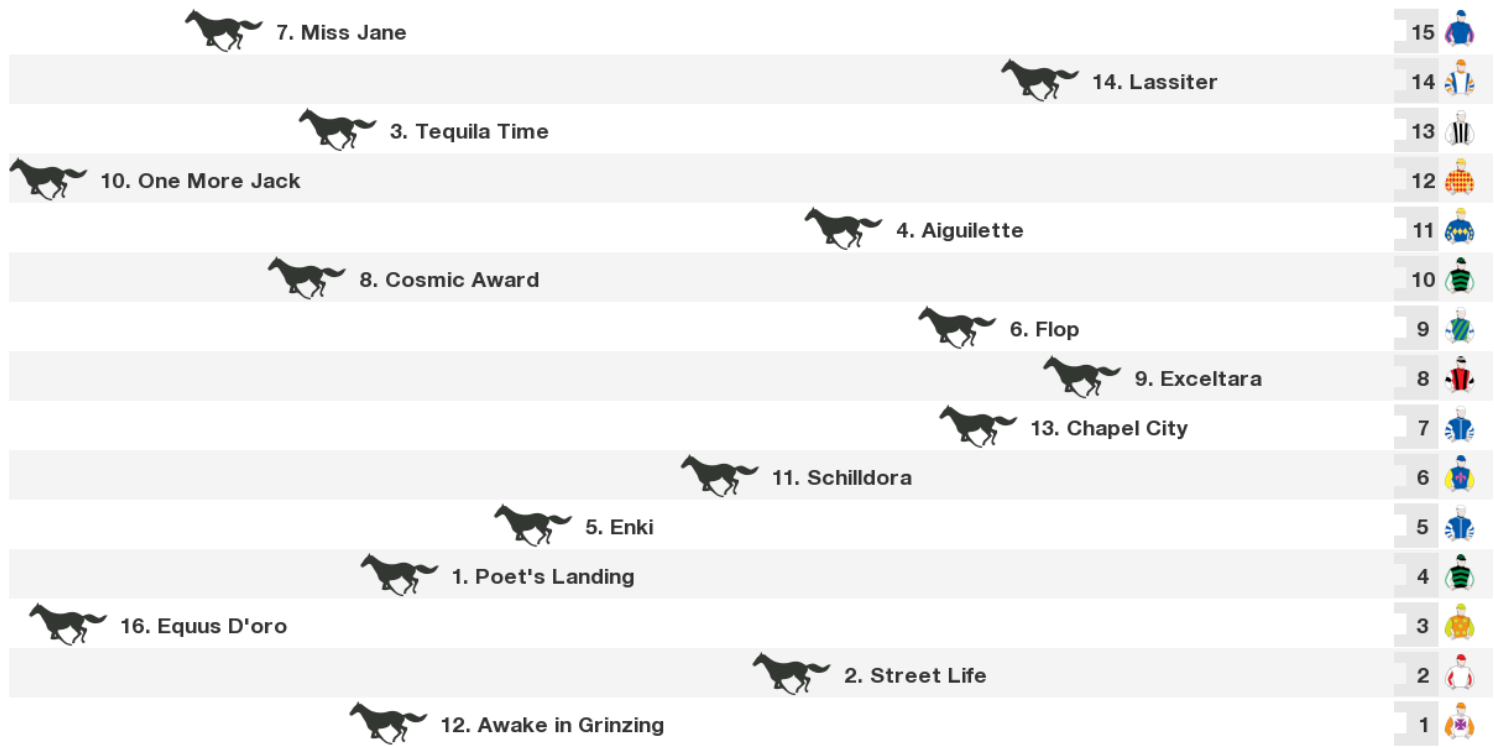 7. Miss Jane 15
14. Lassiter 14
3. Tequila Time 13
10. One More Jack 12
4. Aiguilette 11
8. Cosmic Award 10
6. Flop 9
9. Exceltara 8
13. Chapel City 7
11. Schilldora 6
5. Enki 5
1. Poet's Landing 4
16. Equus D'oro 3
2. Street Life 2
12. Awake in Grinzing 1